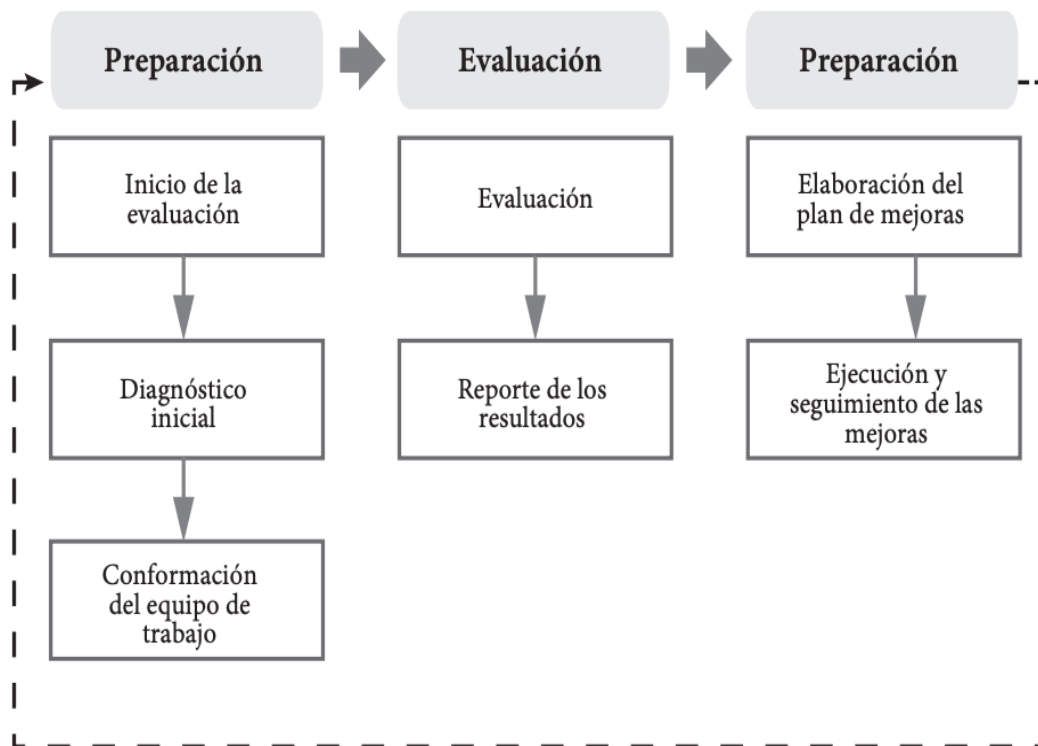 Preparación
Evaluación
Preparación
Inicio de la
evaluación
Evaluación
Elaboración del
plan de mejoras
Diagnóstico
inicial
Reporte de los
resultados
Ejecución y
seguimiento de las
mejoras
Conformación
del equipo de
trabajo